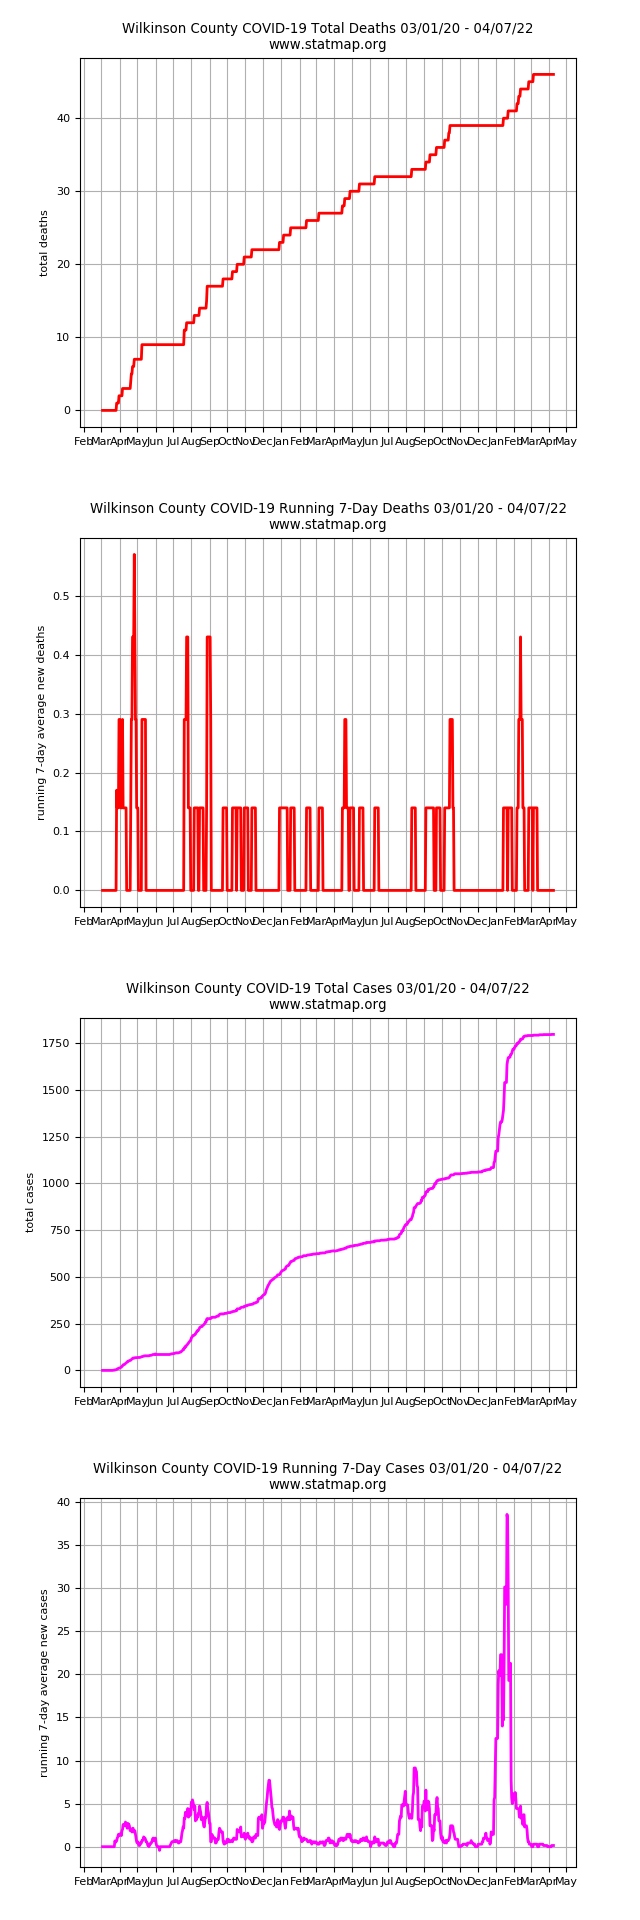 Wilkinson County COVID-19 Total Deaths 03/01/20 - 04/07/22
www.statmap.org
total deaths
40
30
20
10
0
Feb Mar Apr May Jun Jul Aug Sep Oct Nov Dec Jan Feb Mar Apr May Jun Jul Aug Sep Oct Nov Dec Jan Feb Mar Apr May
Wilkinson County COVID-19 Running 7-Day Deaths 03/01/20 - 04/07/22
www.statmap.org
running 7-day average new deaths
0.5
0.4
0.3
0.2
0.1
0.0
Feb Mar Apr May Jun Jul Aug Sep Oct Nov Dec Jan Feb Mar Apr May Jun Jul Aug Sep Oct Nov Dec Jan Feb Mar Apr May
Wilkinson County COVID-19 Total Cases 03/01/20 - 04/07/22
www.statmap.org
total cases
1750
1500
1250
1000
750
500
250
0
Feb Mar Apr May Jun Jul Aug Sep Oct Nov Dec Jan Feb Mar Apr May Jun Jul Aug Sep Oct Nov Dec Jan Feb Mar Apr May
Wilkinson County COVID-19 Running 7-Day Cases 03/01/20 - 04/07/22
www.statmap.org
running 7-day average new cases
40
35
30
25
20
15
10
5
0
Feb Mar Apr May Jun Jul Aug Sep Oct Nov Dec Jan Feb Mar Apr May Jun Jul Aug Sep Oct Nov Dec Jan Feb Mar Apr May